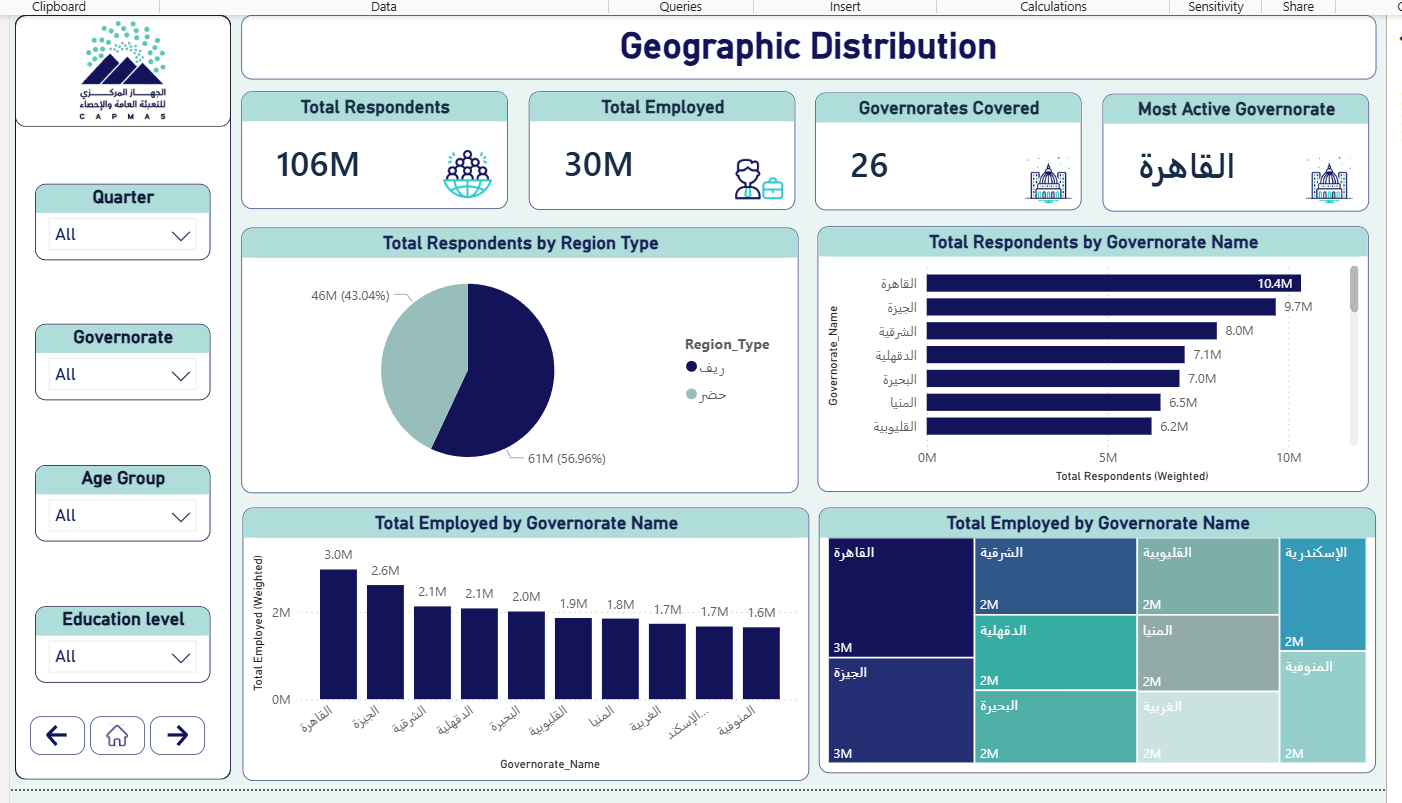 Clipboard
Data
Queries
Insert
Calculations
Sensitivity
Share
الجهـــاز المركـــزي
للتعبئة العامة والإحصاء
CAPMAS
Geographic Distribution
Total Respondents
106M
Total Employed
30M
Governorates Covered
26
Most Active Governorate
القاهرة
Quarter
All
Governorate
All
Age Group
All
Education level
All
Total Respondents by Region Type
46M (43.04%)
61M (56.96%)
Region_Type
ريف
حضر
Total Respondents by Governorate Name
Governorate_Name
القاهرة 10.4M
الجيزة 9.7M
الشرقية 8.0M
الدقهلية 7.1M
البحيرة 7.0M
المنيا 6.5M
القليوبية 6.2M
0M 5M 10M
Total Respondents (Weighted)
Total Employed by Governorate Name
Total Employed (Weighted)
3.0M 2.6M 2.1M 2.1M 2.0M 1.9M 1.8M 1.7M 1.7M 1.6M
2M
0M
القاهرة الجيزة الشرقية الدقهلية البحيرة القليوبية المنيا الغربية الإسكند... المنوفية
Governorate_Name
Total Employed by Governorate Name
القاهرة
3M
الجيزة
3M
الشرقية
2M
الدقهلية
2M
البحيرة
2M
القليوبية
2M
المنيا
2M
الغربية
2M
الإسكندرية
2M
المنوفية
2M